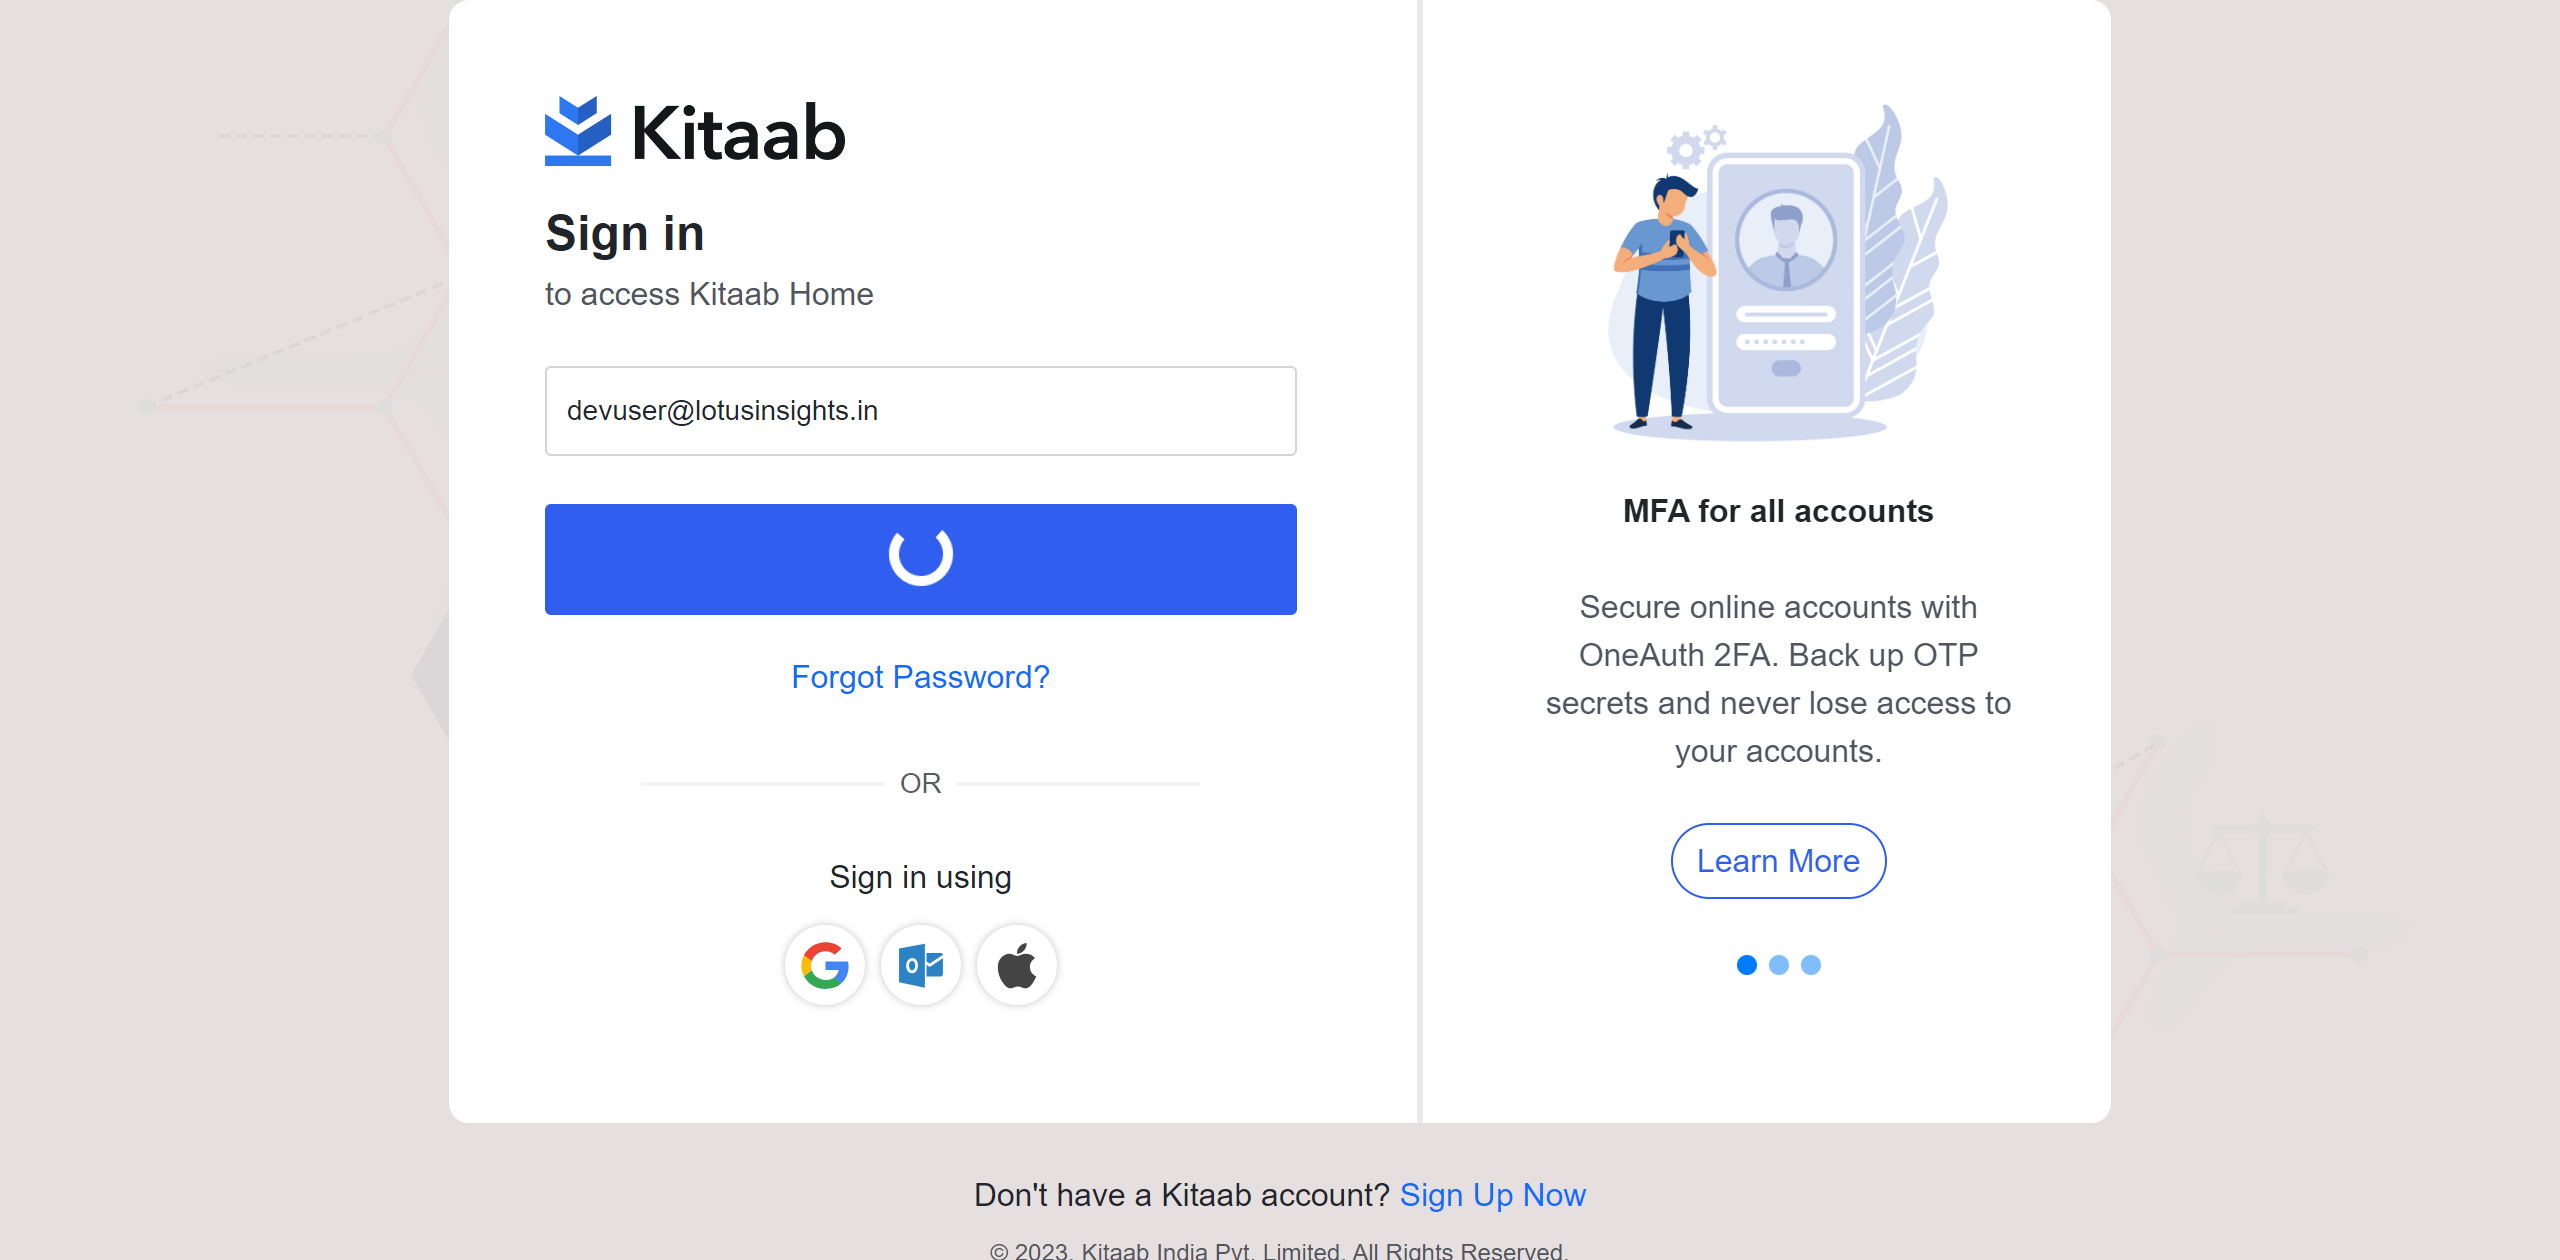 Kitaab
Sign in
to access Kitaab Home
devuser@lotusinsights.in
Forgot Password?
OR
Sign in using
MFA for all accounts
Secure online accounts with
OneAuth 2FA. Back up OTP
secrets and never lose access to
your accounts.
Learn More
Don't have a Kitaab account? Sign Up Now
© 2023, Kitaab India Pvt. Limited. All Rights Reserved.